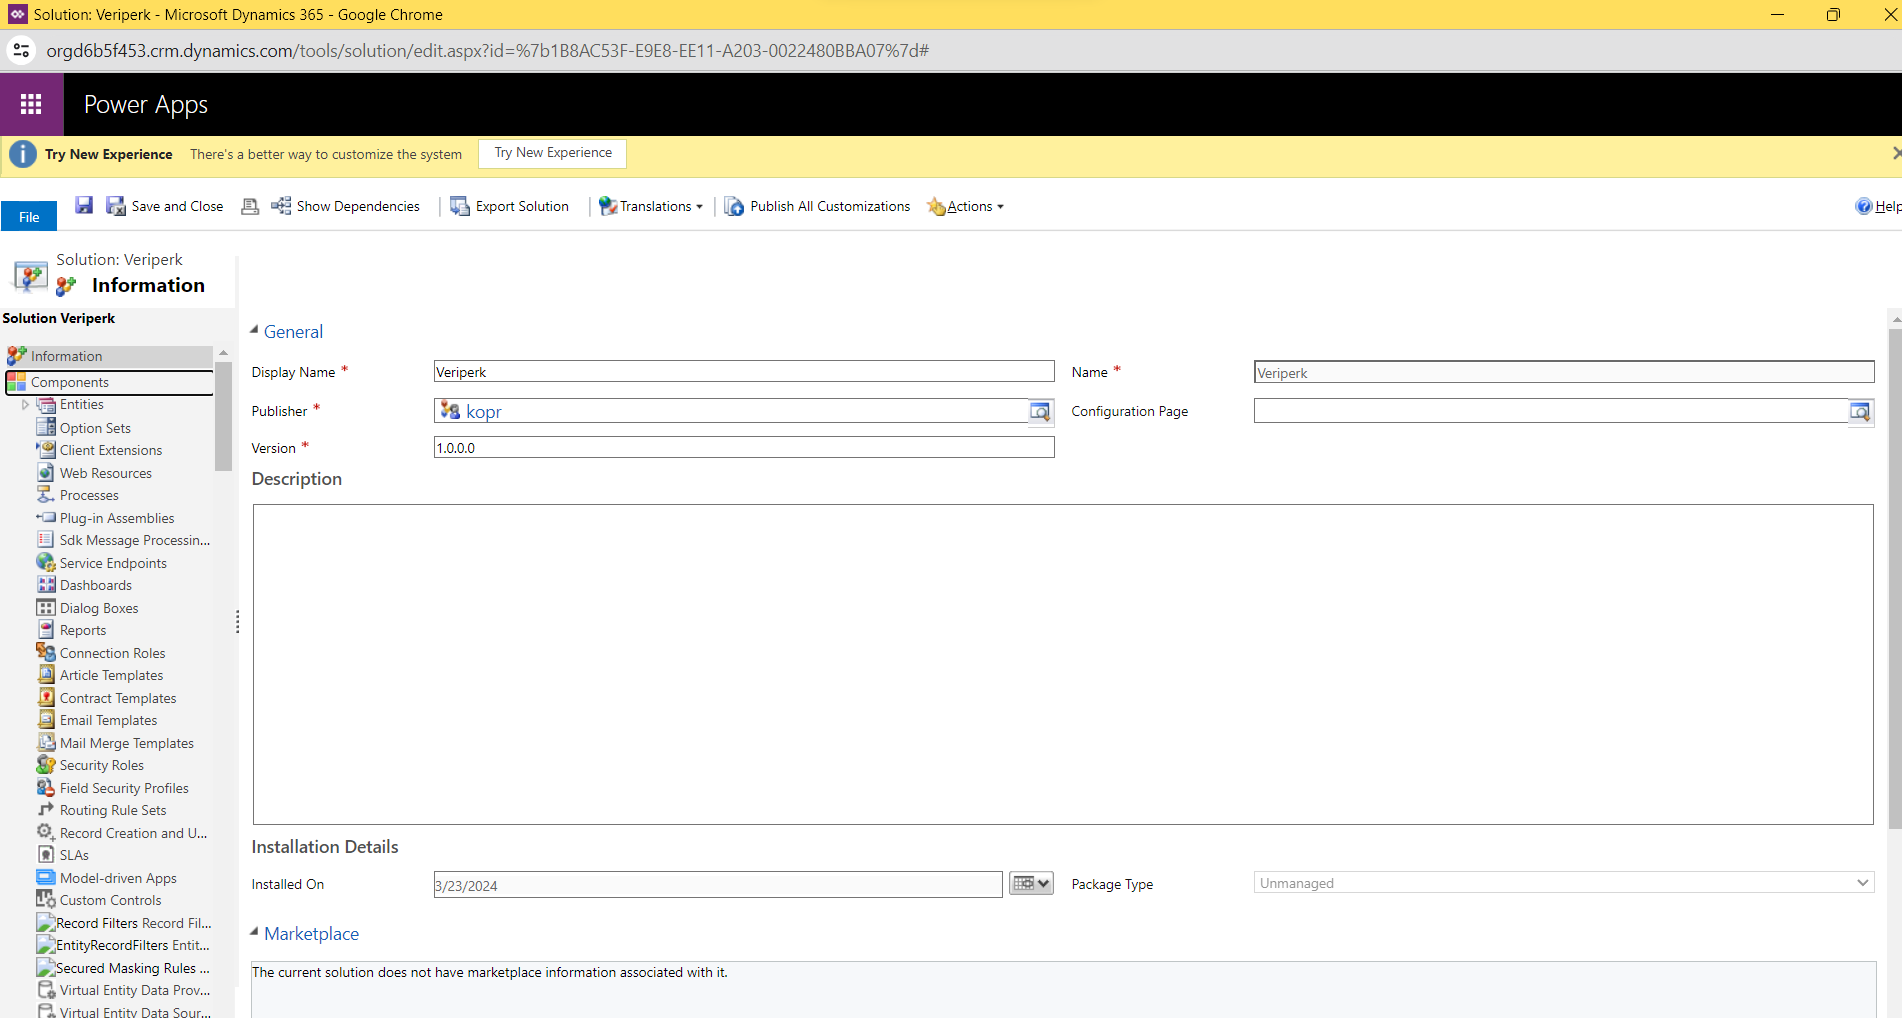 Solution: Veriperk - Microsoft Dynamics 365 - Google Chrome
orgd6b5f453.crm.dynamics.com/tools/solution/edit.aspx?id=%7b1B8AC53F-E9E8-EE11-A203-0022480BBA07%7d#
Power Apps
Try New Experience There's a better way to customize the system Try New Experience
File Save and Close Show Dependencies Export Solution Translations Publish All Customizations Actions Help
Solution: Veriperk
Information
Solution Veriperk
Information
Components
Entities
Option Sets
Client Extensions
Web Resources
Processes
Plug-in Assemblies
Sdk Message Processin...
Service Endpoints
Dashboards
Dialog Boxes
Reports
Connection Roles
Article Templates
Contract Templates
Email Templates
Mail Merge Templates
Security Roles
Field Security Profiles
Routing Rule Sets
Record Creation and U...
SLAs
Model-driven Apps
Custom Controls
Record Filters Record Fil...
EntityRecordFilters Entit...
Secured Masking Rules ...
Virtual Entity Data Prov...
Virtual Entity Data Sour...
General
Display Name * Veriperk Name * Veriperk
Publisher * kopr Configuration Page
Version * 1.0.0.0
Description
Installation Details
Installed On 3/23/2024 Package Type Unmanaged
Marketplace
The current solution does not have marketplace information associated with it.